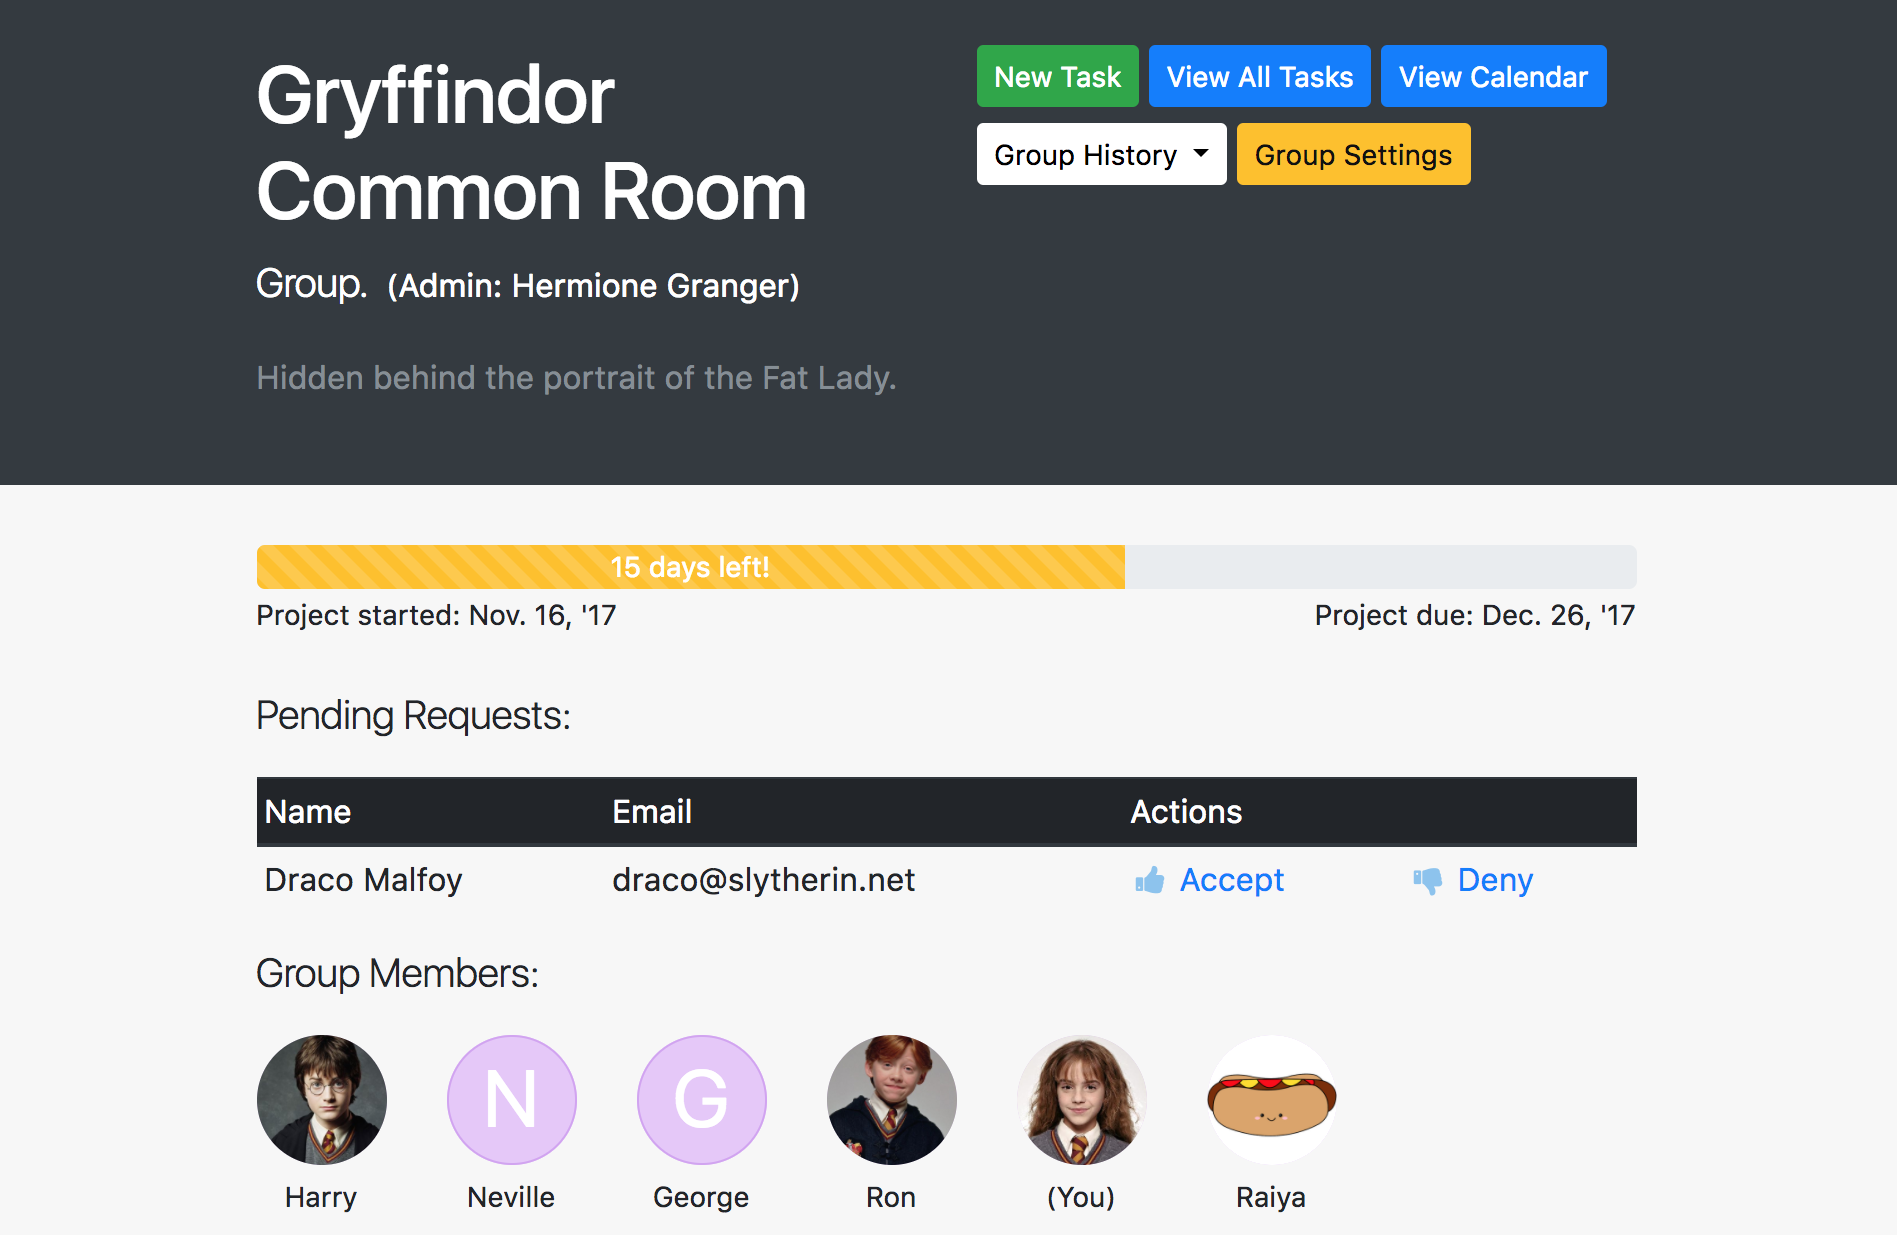 Gryffindor
Common Room
Group. (Admin: Hermione Granger)
Hidden behind the portrait of the Fat Lady.
New Task View All Tasks View Calendar
Group History Group Settings
15 days left!
Project started: Nov. 16, '17 Project due: Dec. 26, '17
Pending Requests:
Name Email Actions
Draco Malfoy draco@slytherin.net Accept Deny
Group Members:
N G
Harry Neville George Ron (You) Raiya